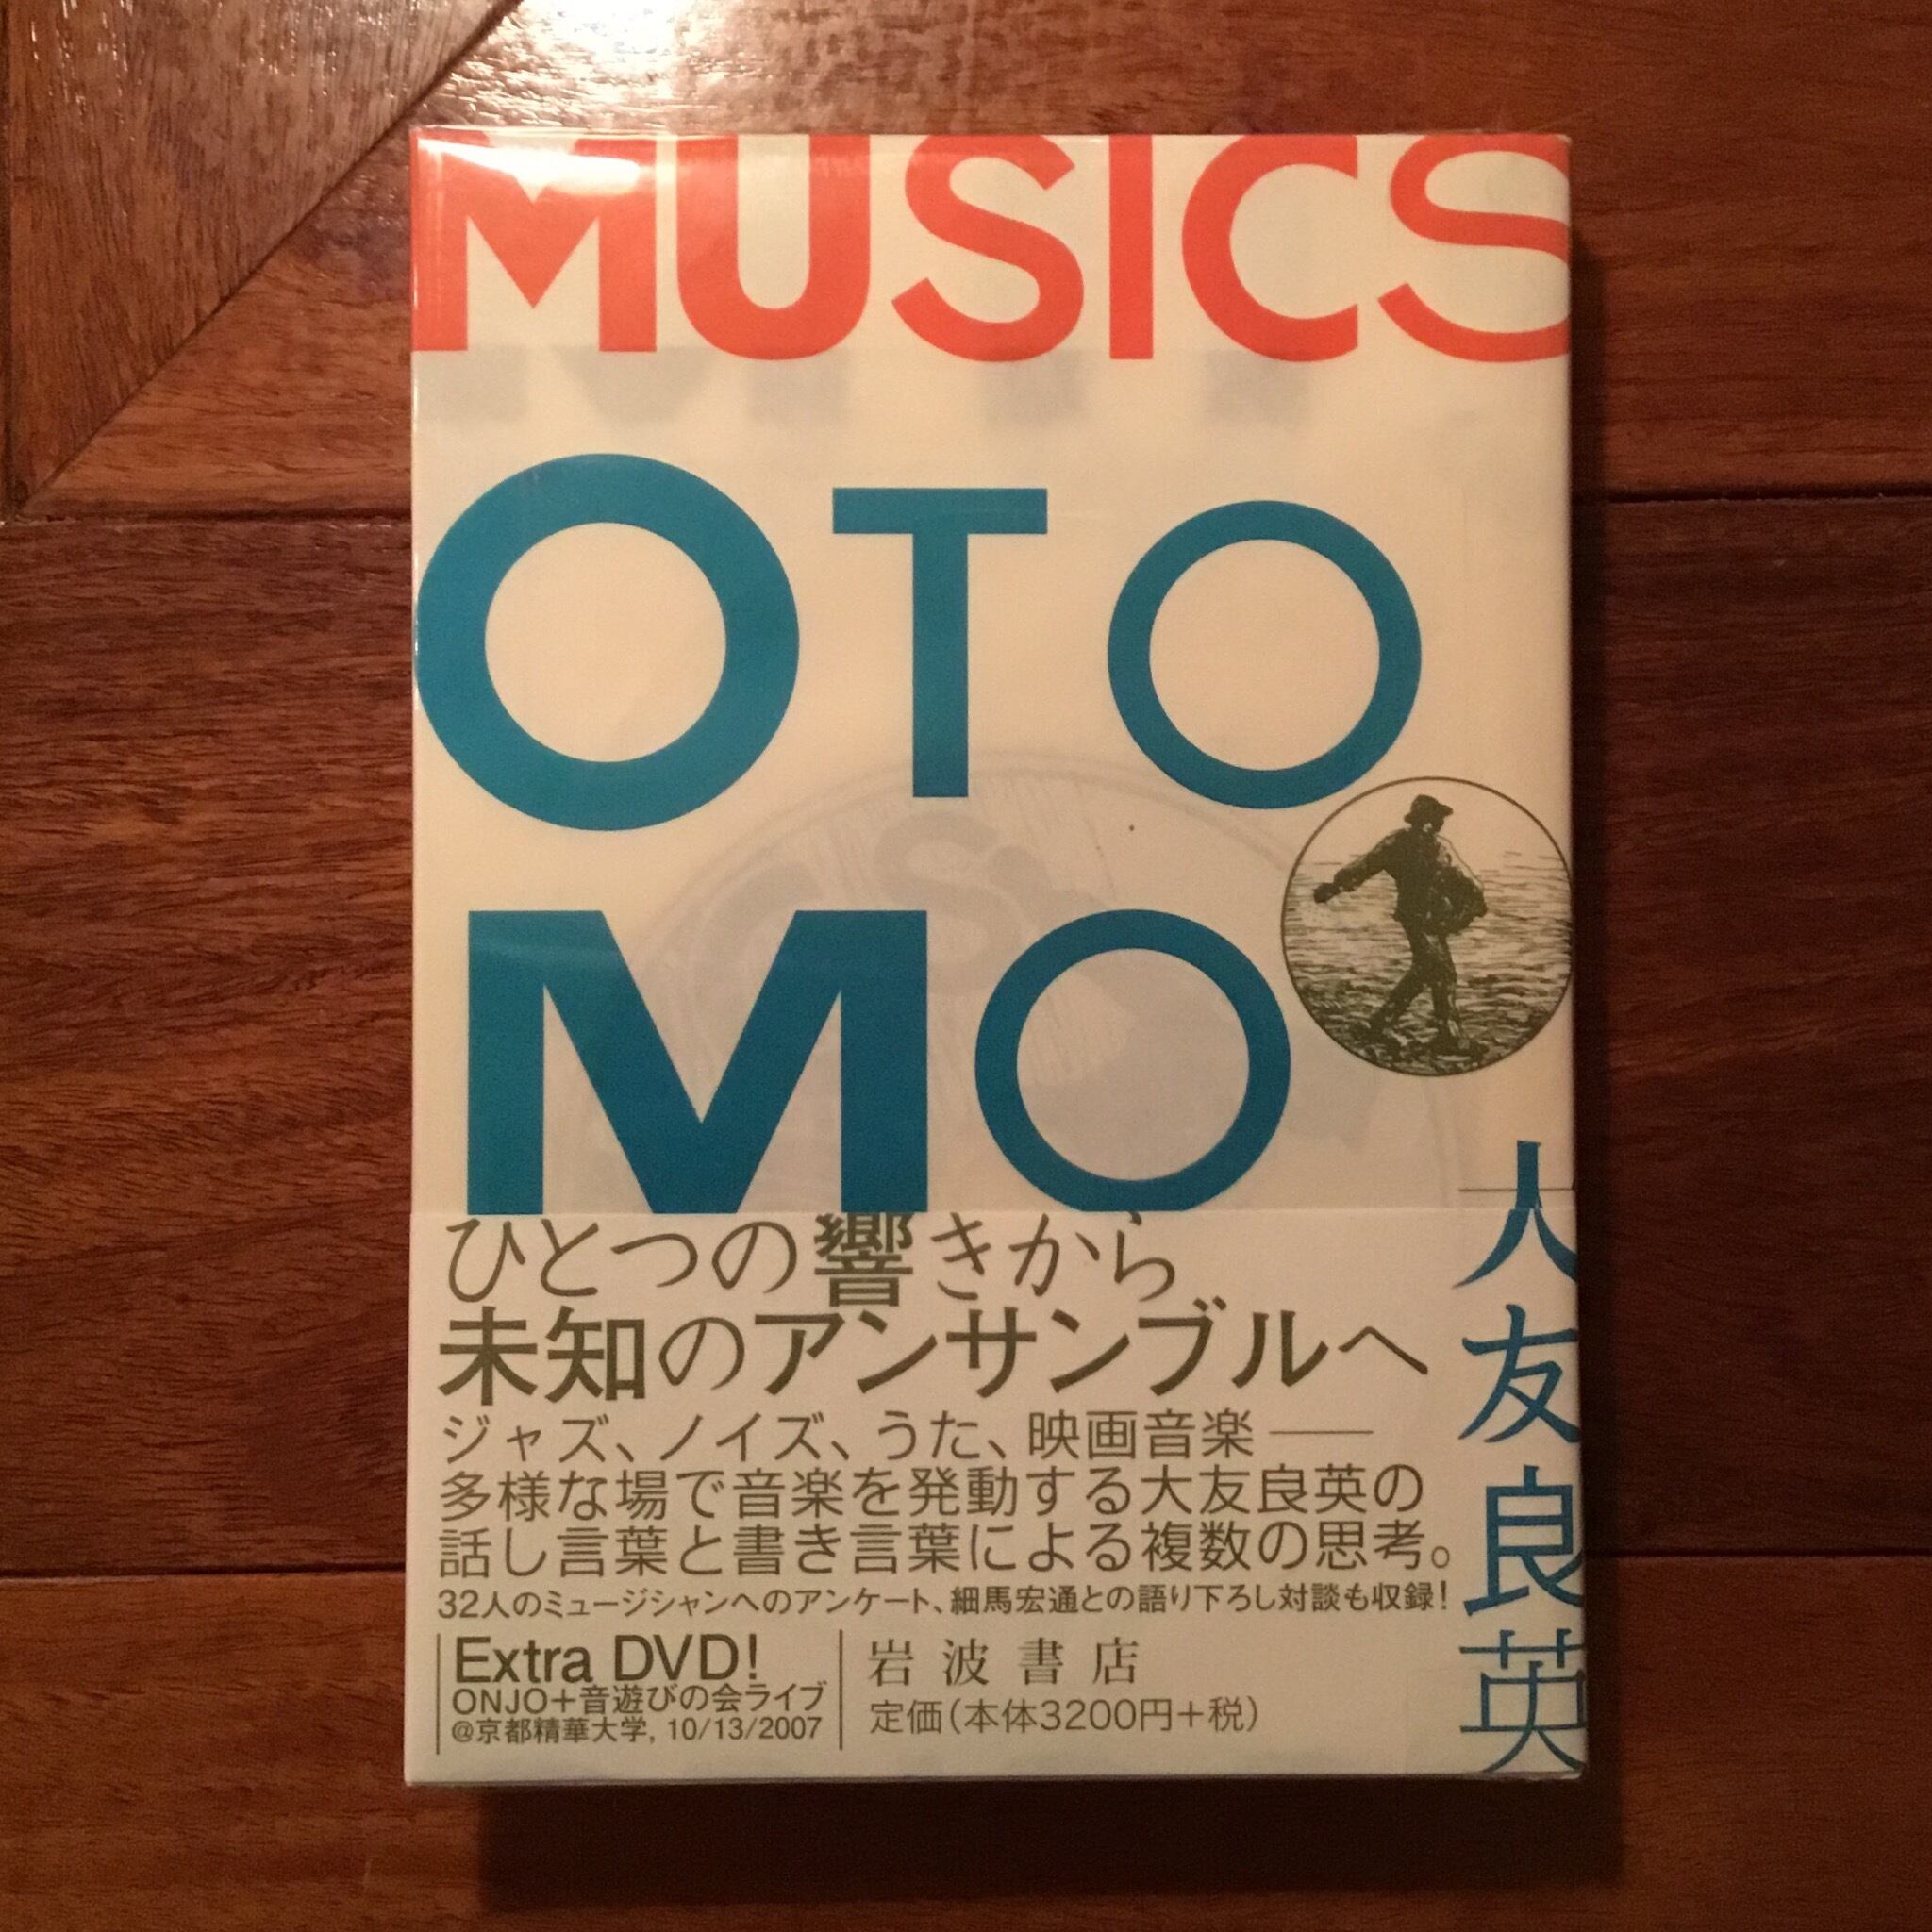 MUSICS
OTO
MO
大友良英
ひとつの響きから
未知のアンサンブルへ
ジャズ、ノイズ、うた、映画音楽──
多様な場で音楽を発動する大友良英の
話し言葉と書き言葉による複数の思考。
32人のミュージシャンへのアンケート、細馬宏通との語り下ろし対談も収録!
Extra DVD!
ONJO+音遊びの会ライブ
@京都精華大学, 10/13/2007
岩波書店
定価(本体3200円+税)